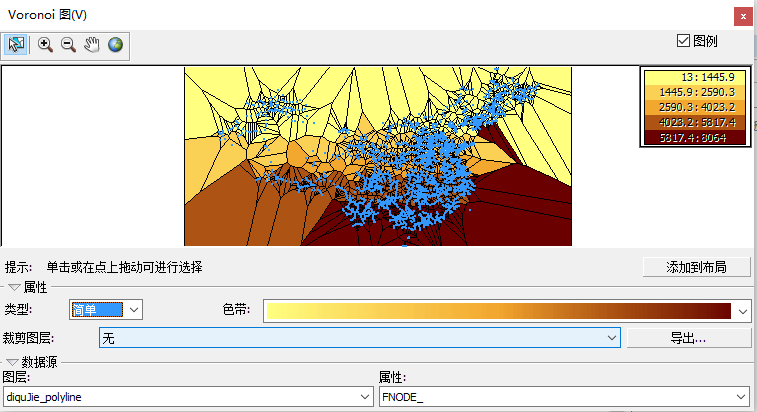 Voronoi 图(V)
x
图例
13 : 1445.9
1445.9 : 2590.3
2590.3 : 4023.2
4023.2 : 5817.4
5817.4 : 8064
提示: 单击或在点上拖动可进行选择
添加到布局
属性
类型: 简单 色带:
裁剪图层: 无 导出...
数据源
图层: 属性:
diquJie_polyline FNODE_